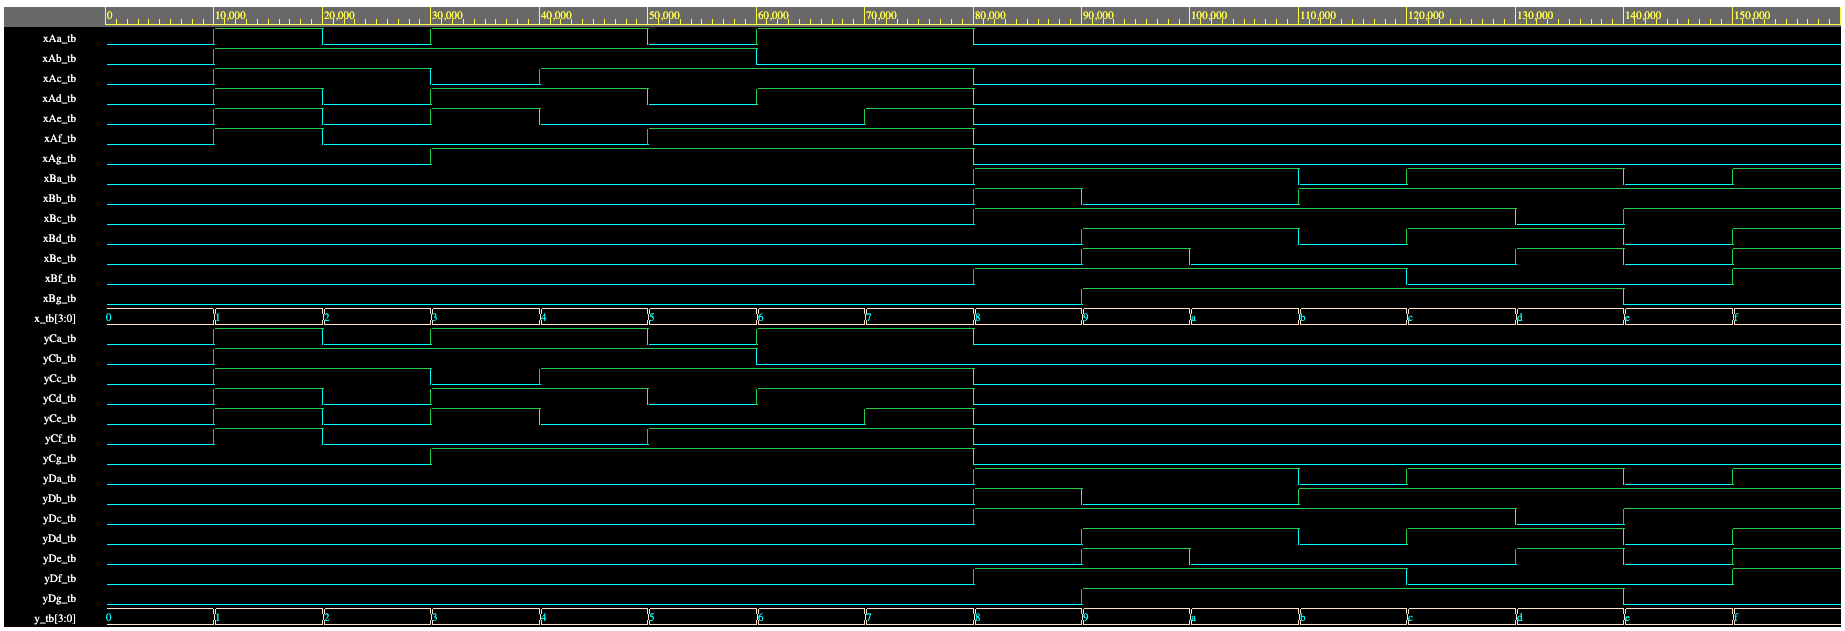 0 10,000 20,000 30,000 40,000 50,000 60,000 70,000 80,000 90,000 100,000 110,000 120,000 130,000 140,000 150,000
xAa_tb
xAb_tb
xAc_tb
xAd_tb
xAe_tb
xAf_tb
xAg_tb
xBa_tb
xBb_tb
xBc_tb
xBd_tb
xBe_tb
xBf_tb
xBg_tb
x_tb[3:0] 0 1 2 3 4 5 6 7 8 9 a b c d e f
yCa_tb
yCb_tb
yCc_tb
yCd_tb
yCe_tb
yCf_tb
yCg_tb
yDa_tb
yDb_tb
yDc_tb
yDd_tb
yDe_tb
yDf_tb
yDg_tb
y_tb[3:0] 0 1 2 3 4 5 6 7 8 9 a b c d e f